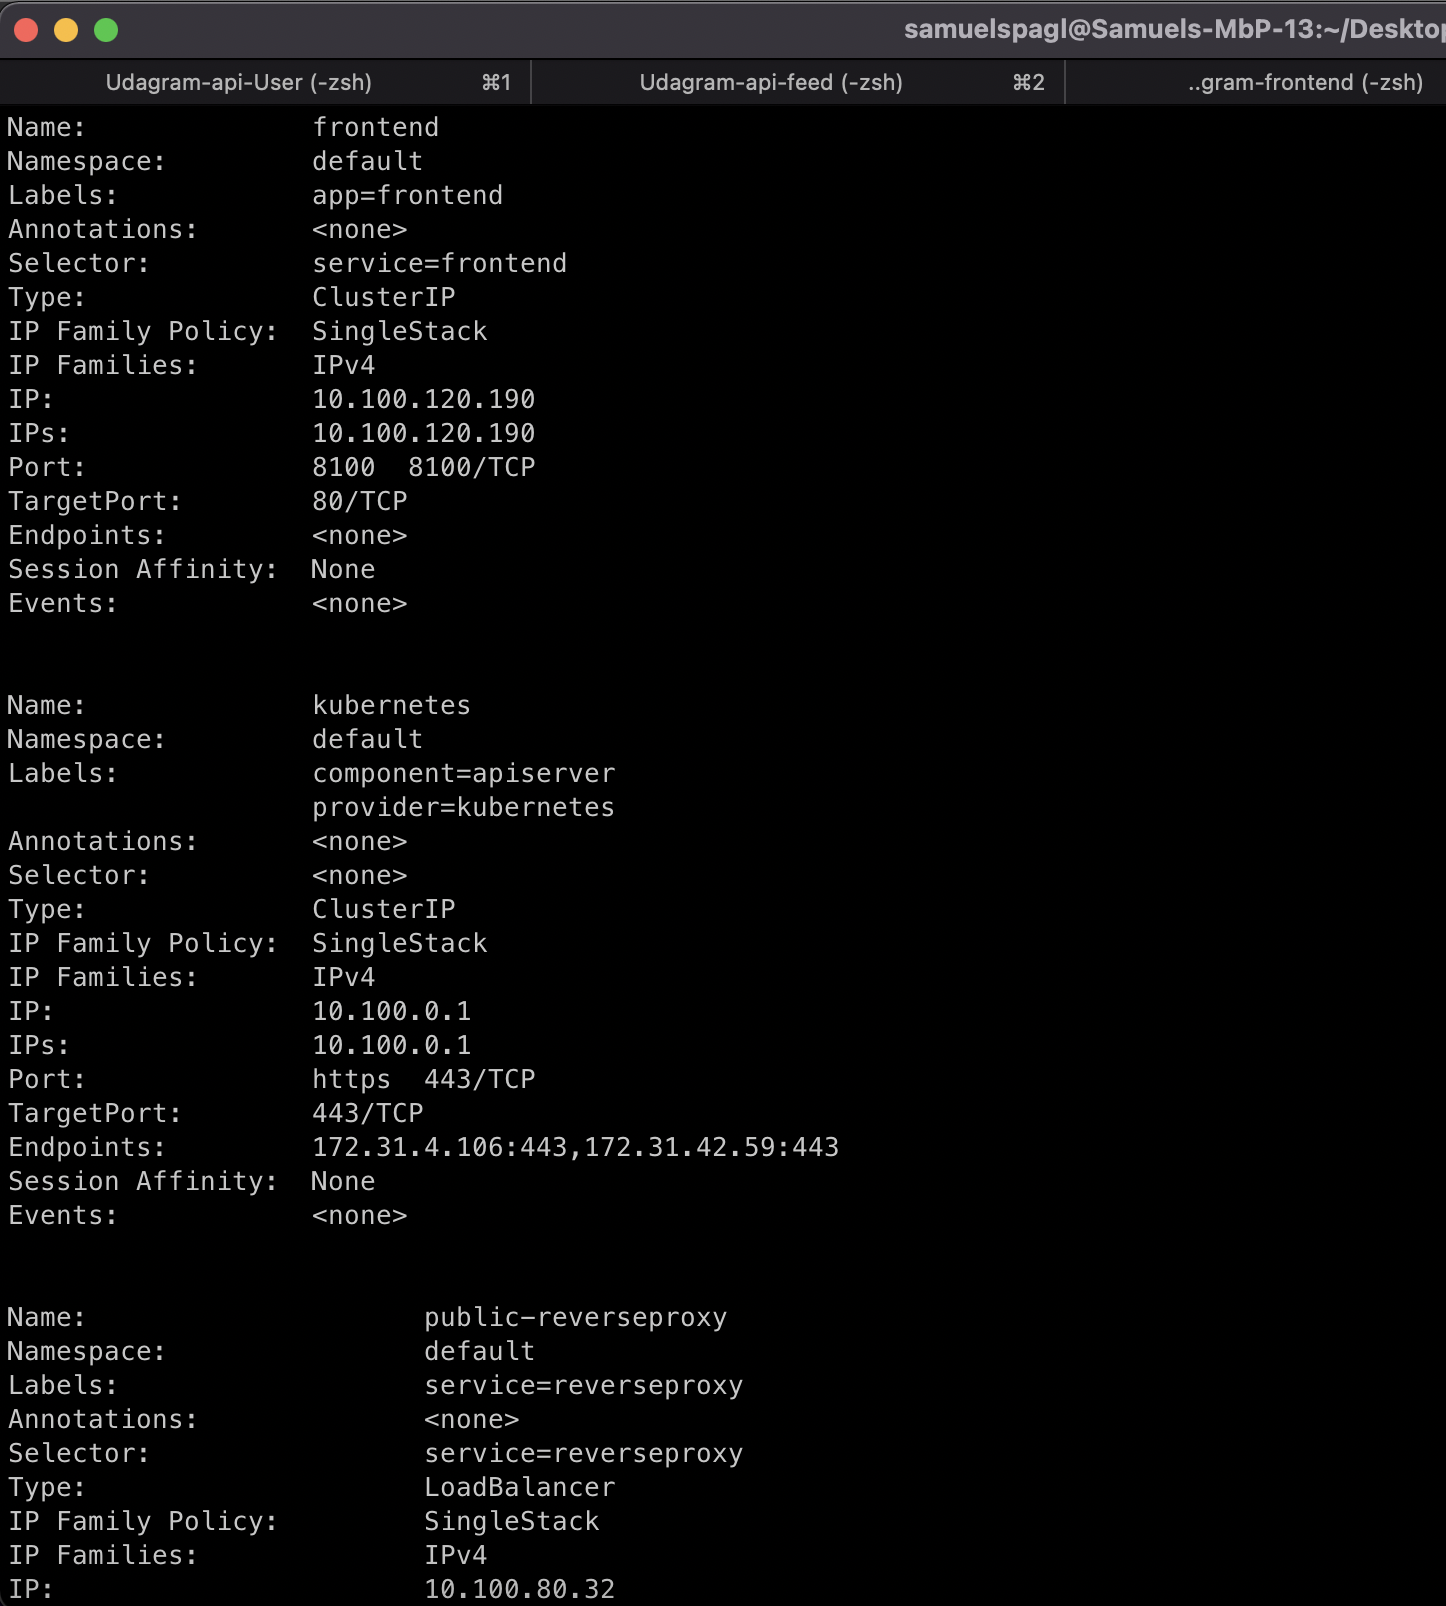 samuelspagl@Samuels-MbP-13:~/Desktop
Udagram-api-User (-zsh) ⌘1 Udagram-api-feed (-zsh) ⌘2 ..gram-frontend (-zsh)
Name: frontend
Namespace: default
Labels: app=frontend
Annotations: <none>
Selector: service=frontend
Type: ClusterIP
IP Family Policy: SingleStack
IP Families: IPv4
IP: 10.100.120.190
IPs: 10.100.120.190
Port: 8100 8100/TCP
TargetPort: 80/TCP
Endpoints: <none>
Session Affinity: None
Events: <none>
Name: kubernetes
Namespace: default
Labels: component=apiserver
provider=kubernetes
Annotations: <none>
Selector: <none>
Type: ClusterIP
IP Family Policy: SingleStack
IP Families: IPv4
IP: 10.100.0.1
IPs: 10.100.0.1
Port: https 443/TCP
TargetPort: 443/TCP
Endpoints: 172.31.4.106:443,172.31.42.59:443
Session Affinity: None
Events: <none>
Name: public-reverseproxy
Namespace: default
Labels: service=reverseproxy
Annotations: <none>
Selector: service=reverseproxy
Type: LoadBalancer
IP Family Policy: SingleStack
IP Families: IPv4
IP: 10.100.80.32